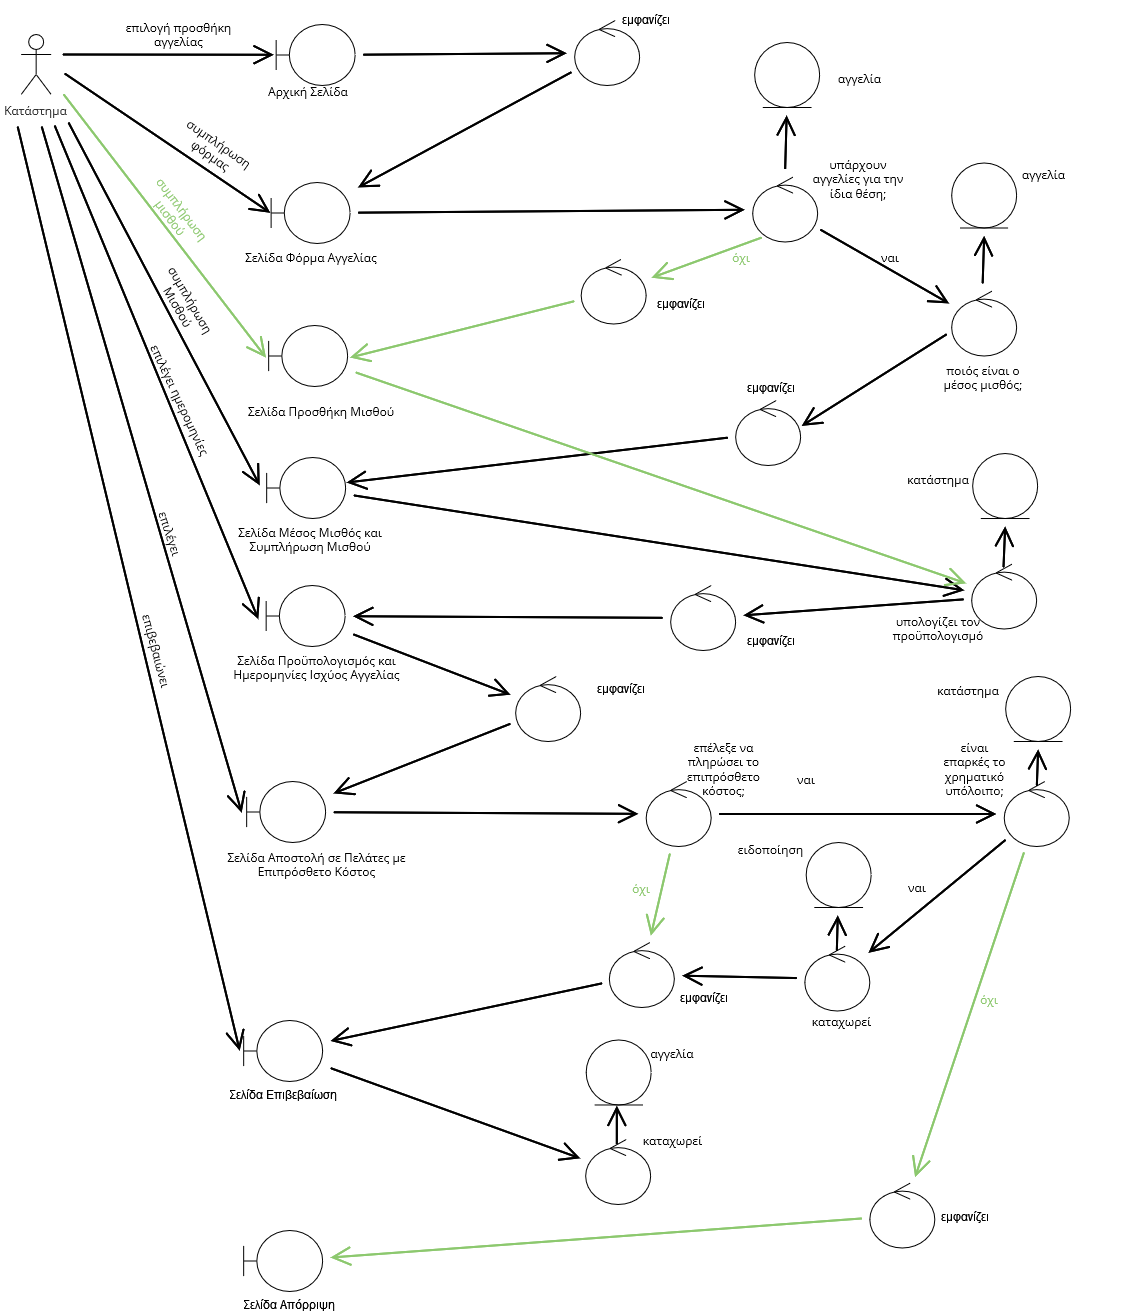 επιλογή προσθήκη
αγγελίας
εμφανίζει
Κατάστημα
Αρχική Σελίδα
αγγελία
συμπλήρωση
φόρμας
υπάρχουν
αγγελίες για την
ίδια θέση;
αγγελία
συμπλήρωση
μισθού
Σελίδα Φόρμα Αγγελίας
όχι
ναι
εμφανίζει
συμπλήρωση
Μισθού
ποιός είναι ο
μέσος μισθός;
εμφανίζει
Σελίδα Προσθήκη Μισθού
επιλέγει ημερομηνίες
κατάστημα
Σελίδα Μέσος Μισθός και
Συμπλήρωση Μισθού
επιλέγει
υπολογίζει τον
προϋπολογισμό
εμφανίζει
επιβεβαιώνει
Σελίδα Προϋπολογισμός και
Ημερομηνίες Ισχύος Αγγελίας
εμφανίζει
κατάστημα
επέλεξε να
πληρώσει το
επιπρόσθετο
κόστος;
ναι
είναι
επαρκές το
χρηματικό
υπόλοιπο;
Σελίδα Αποστολή σε Πελάτες με
Επιπρόσθετο Κόστος
ειδοποίηση
όχι
ναι
εμφανίζει
όχι
καταχωρεί
αγγελία
Σελίδα Επιβεβαίωση
καταχωρεί
εμφανίζει
Σελίδα Απόρριψη